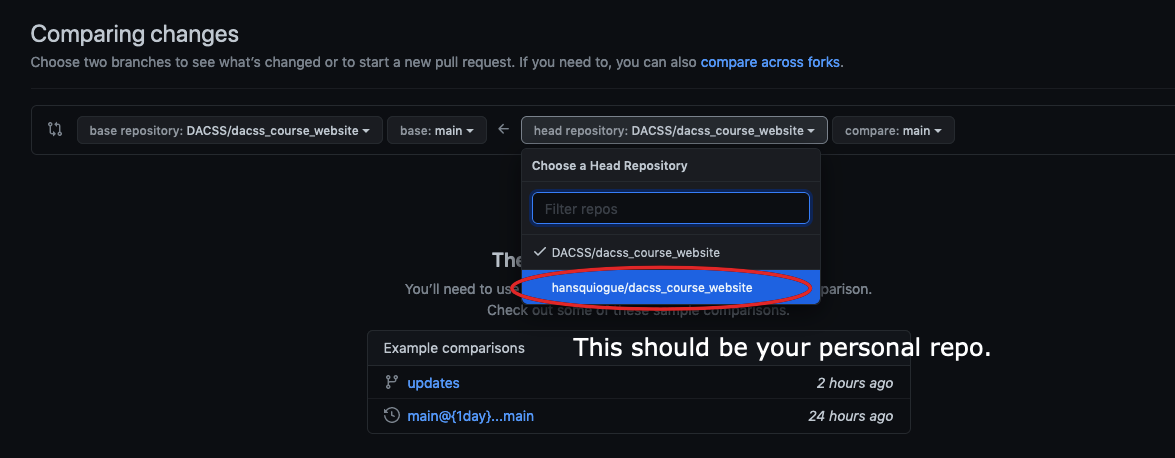 Comparing changes
Choose two branches to see what's changed or to start a new pull request. If you need to, you can also compare across forks.
base repository: DACSS/dacss_course_website base: main head repository: DACSS/dacss_course_website compare: main
Choose a Head Repository
Filter repos
The
DACSS/dacss_course_website
You'll need to use hansquiogue/dacss_course_website parison.
Check out some of these sample comparisons.
Example comparisons This should be your personal repo.
updates 2 hours ago
main@{1day}...main 24 hours ago